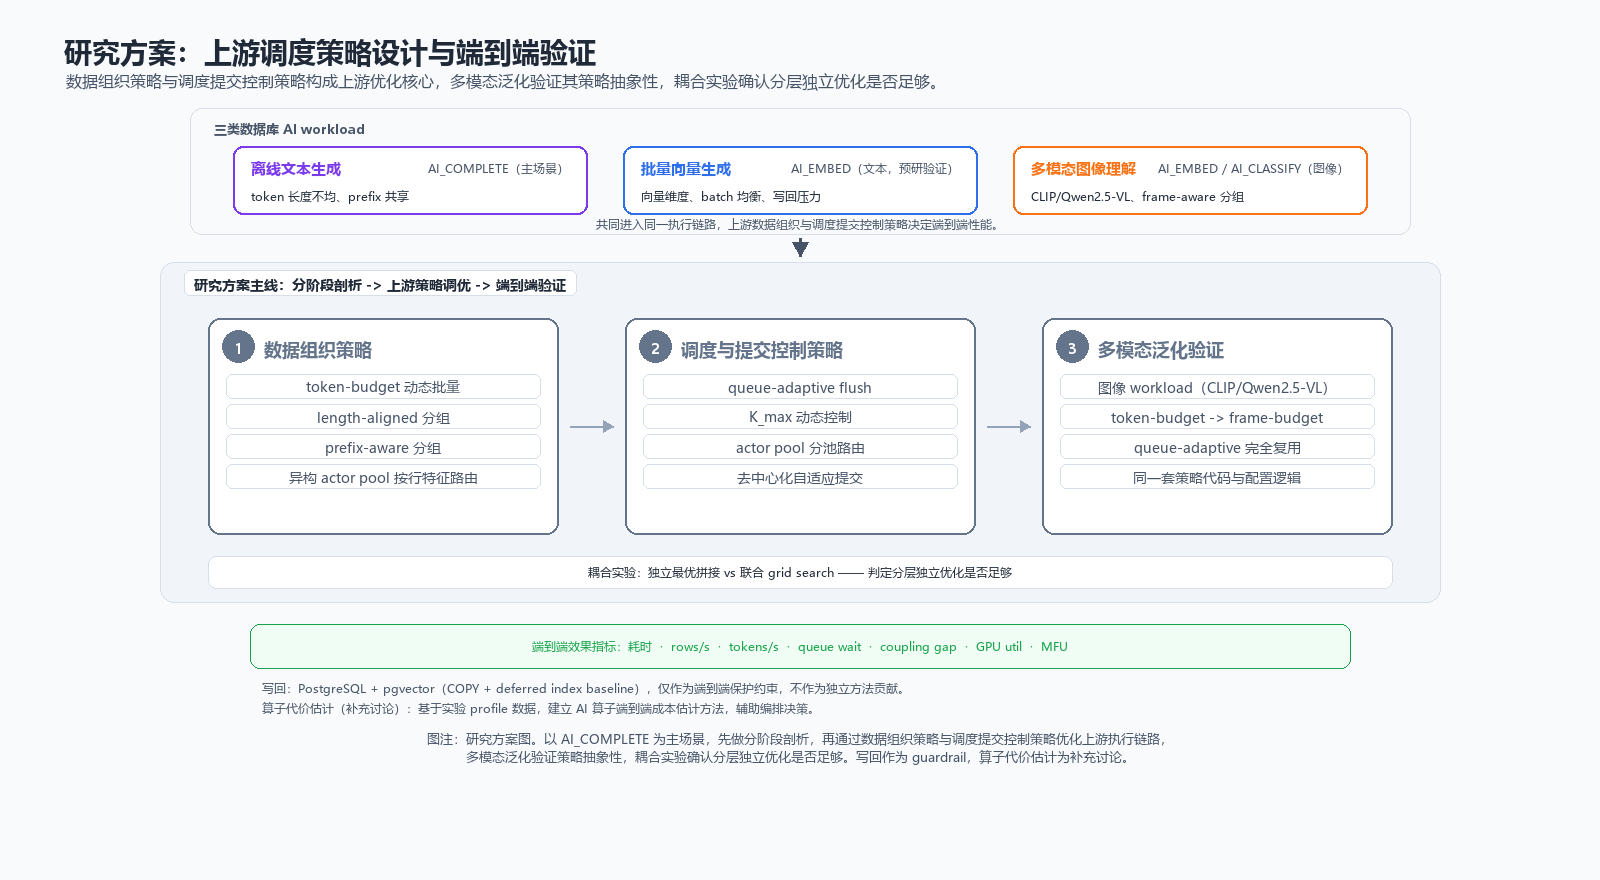 研究方案：上游调度策略设计与端到端验证
数据组织策略与调度提交控制策略构成上游优化核心，多模态泛化验证其策略抽象性，耦合实验确认分层独立优化是否足够。
三类数据库 AI workload
离线文本生成 AI_COMPLETE（主场景）
token 长度不均、prefix 共享
批量向量生成 AI_EMBED（文本，预研验证）
向量维度、batch 均衡、写回压力
多模态图像理解 AI_EMBED / AI_CLASSIFY（图像）
CLIP/Qwen2.5-VL、frame-aware 分组
共同进入同一执行链路，上游数据组织与调度提交控制策略决定端到端性能。
研究方案主线：分阶段剖析 -> 上游策略调优 -> 端到端验证
1 数据组织策略
token-budget 动态批量
length-aligned 分组
prefix-aware 分组
异构 actor pool 按行特征路由
2 调度与提交控制策略
queue-adaptive flush
K_max 动态控制
actor pool 分池路由
去中心化自适应提交
3 多模态泛化验证
图像 workload（CLIP/Qwen2.5-VL）
token-budget -> frame-budget
queue-adaptive 完全复用
同一套策略代码与配置逻辑
耦合实验：独立最优拼接 vs 联合 grid search —— 判定分层独立优化是否足够
端到端效果指标：耗时 · rows/s · tokens/s · queue wait · coupling gap · GPU util · MFU
写回：PostgreSQL + pgvector（COPY + deferred index baseline），仅作为端到端保护约束，不作为独立方法贡献。
算子代价估计（补充讨论）：基于实验 profile 数据，建立 AI 算子端到端成本估计方法，辅助编排决策。
图注：研究方案图。以 AI_COMPLETE 为主场景，先做分阶段剖析，再通过数据组织策略与调度提交控制策略优化上游执行链路，
多模态泛化验证策略抽象性，耦合实验确认分层独立优化是否足够。写回作为 guardrail，算子代价估计为补充讨论。